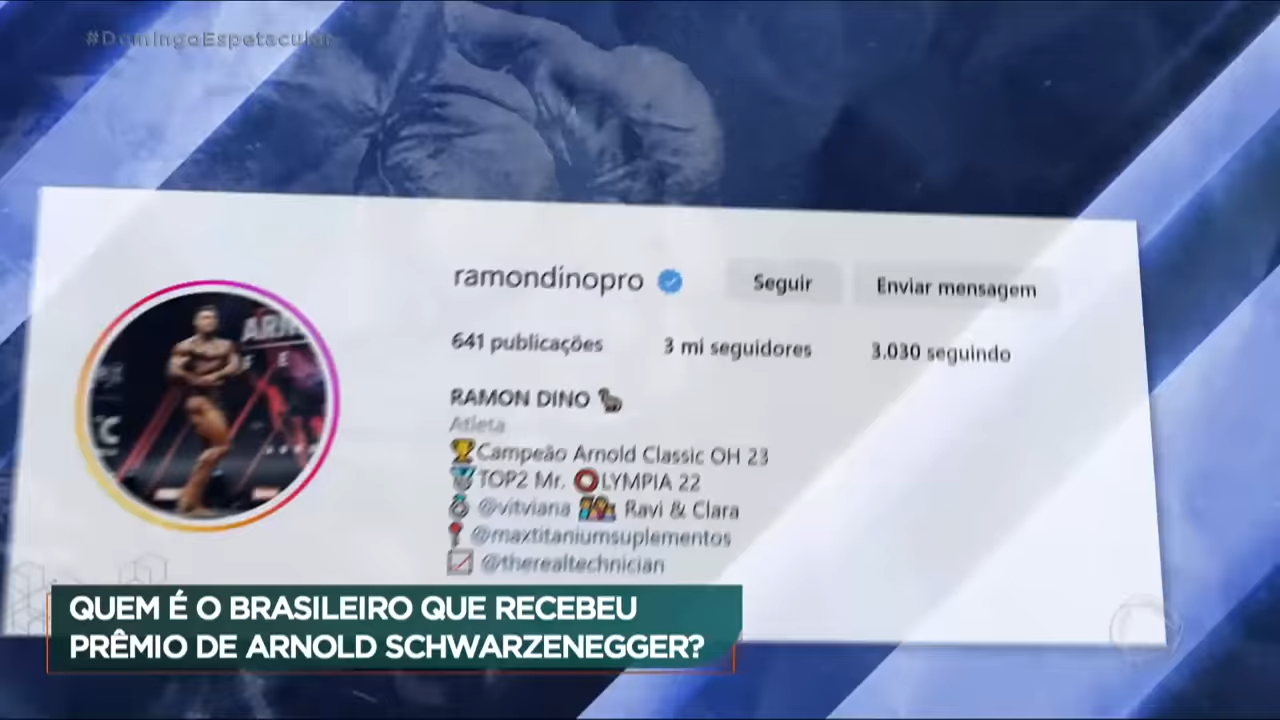 #DomingoEspetacular
ramondinopro
Seguir
Enviar mensagem
641 publicações
3 mi seguidores
3.030 seguindo
RAMON DINO
Atleta
Campeão Arnold Classic OH 23
TOP2 Mr. ⭕LYMPIA 22
@vitviana Ravi & Clara
@maxtitaniumsuplementos
@therealtechnician
QUEM É O BRASILEIRO QUE RECEBEU
PRÊMIO DE ARNOLD SCHWARZENEGGER?